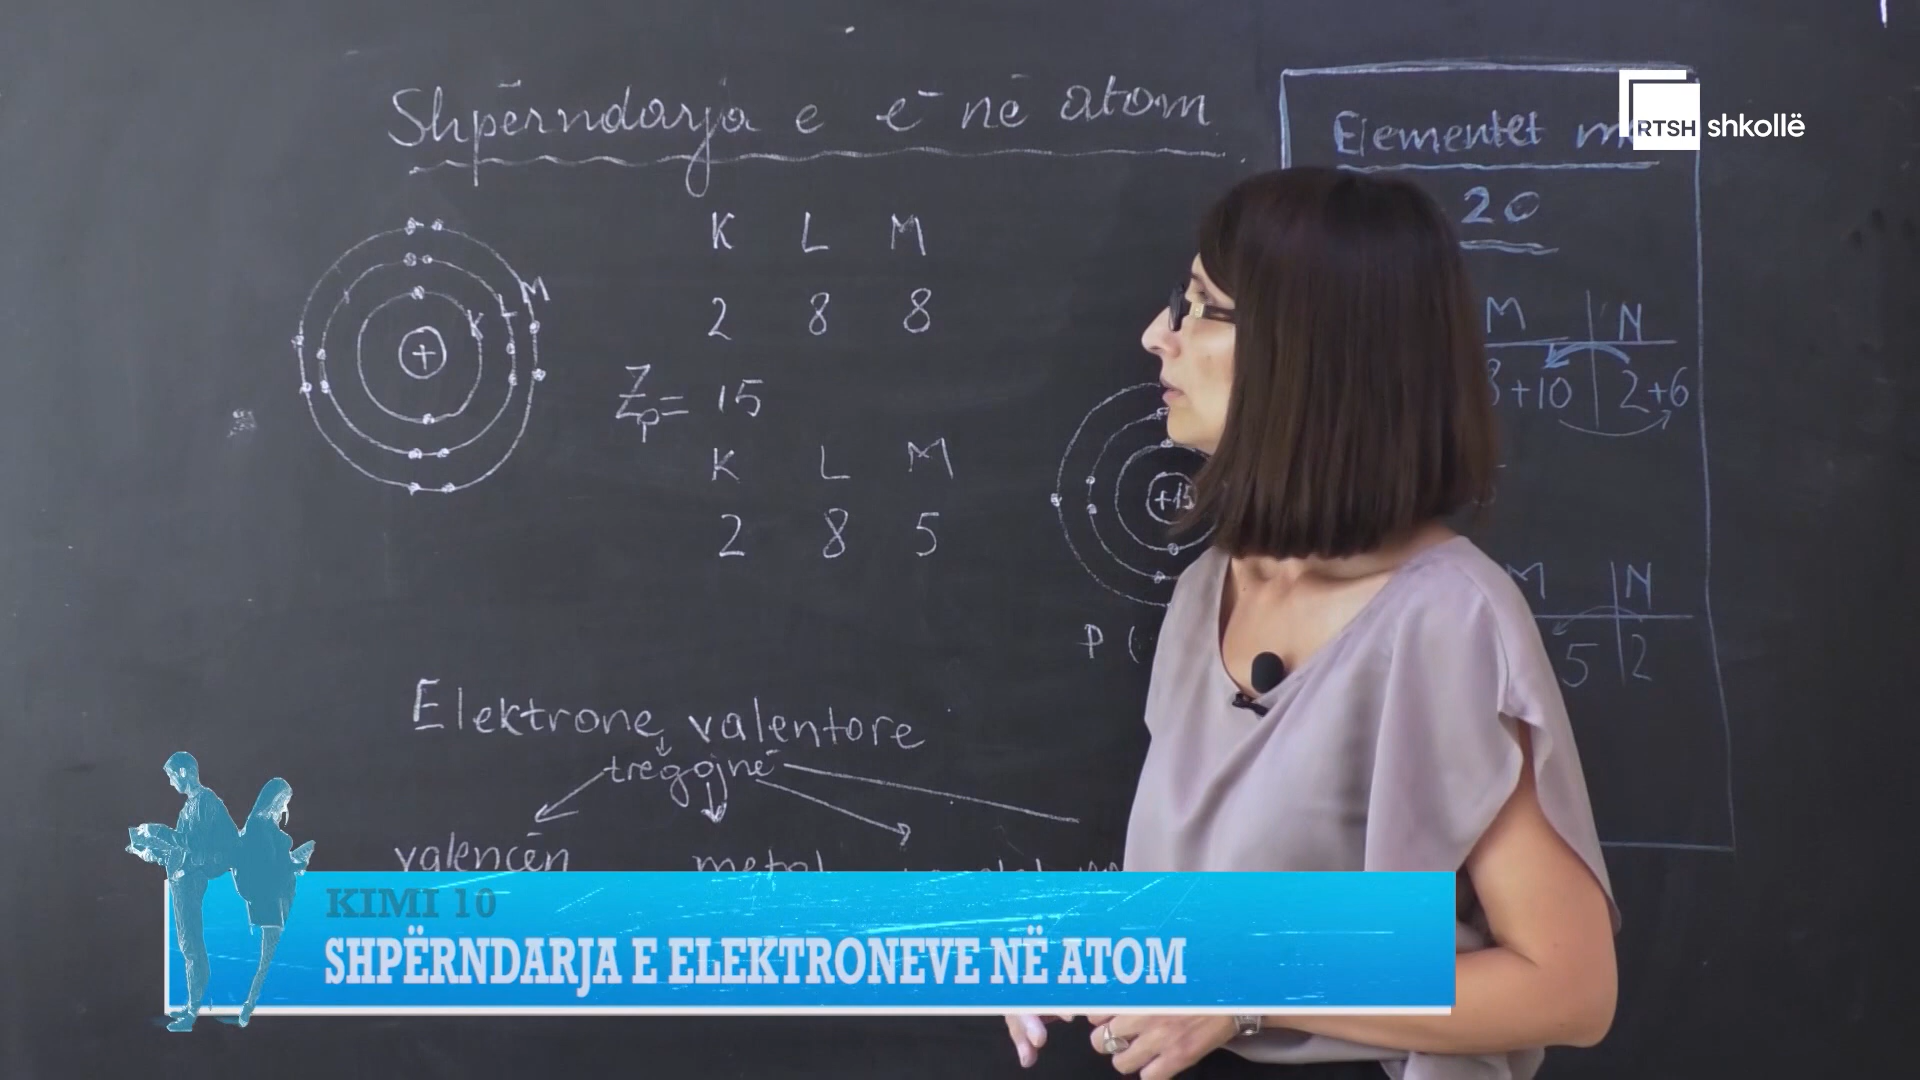 Shpërndarja e e⁻ në atom
RTSH shkollë
Elementet
20
K L M
2 8 8
M
K L
+
Zp= 15
K L M
2 8 5
+15
P (
M N
8+10 2+6
M N
5 2
Elektrone valentore
tregojnë
valencën metal
KIMI 10
SHPËRNDARJA E ELEKTRONEVE NË ATOM